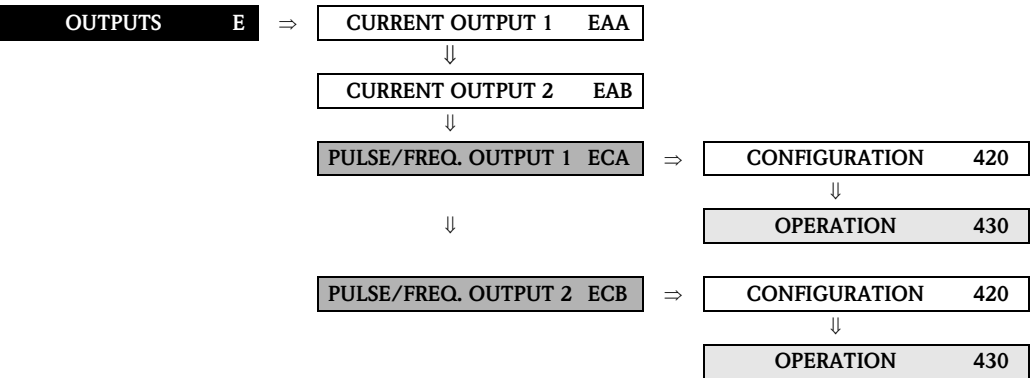 OUTPUTS E ⇒ CURRENT OUTPUT 1 EAA
⇓
CURRENT OUTPUT 2 EAB
⇓
PULSE/FREQ. OUTPUT 1 ECA ⇒ CONFIGURATION 420
⇓
⇓ OPERATION 430
PULSE/FREQ. OUTPUT 2 ECB ⇒ CONFIGURATION 420
⇓
OPERATION 430